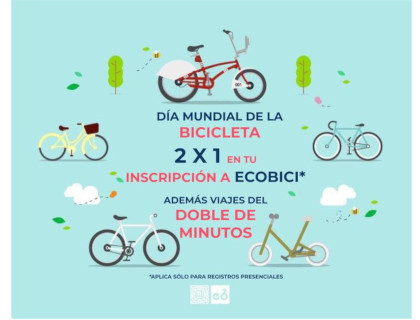 DÍA MUNDIAL DE LA
BICICLETA
2 X 1 EN TU
INSCRIPCIÓN A ECOBICI*
ADEMÁS VIAJES DEL
DOBLE DE
MINUTOS
*APLICA SÓLO PARA REGISTROS PRESENCIALES